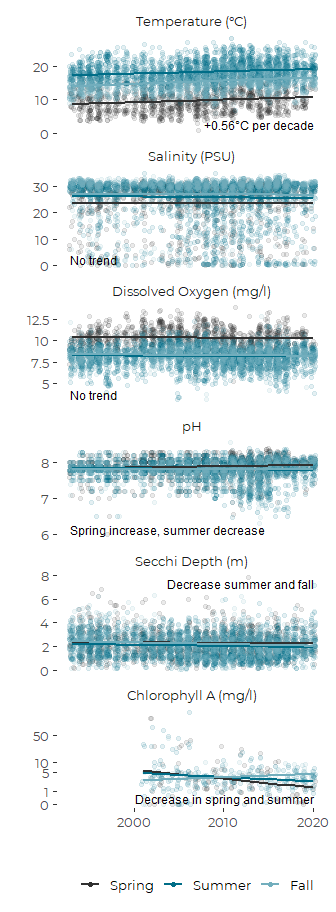 Temperature (°C)
20
10
0
+0.56°C per decade
Salinity (PSU)
30
20
10
0
No trend
Dissolved Oxygen (mg/l)
12.5
10
7.5
5
No trend
pH
8
7
6
Spring increase, summer decrease
Secchi Depth (m)
8
6
4
2
0
Decrease summer and fall
Chlorophyll A (mg/l)
50
10
5
1
0
Decrease in spring and summer
2000 2010 2020
Spring Summer Fall